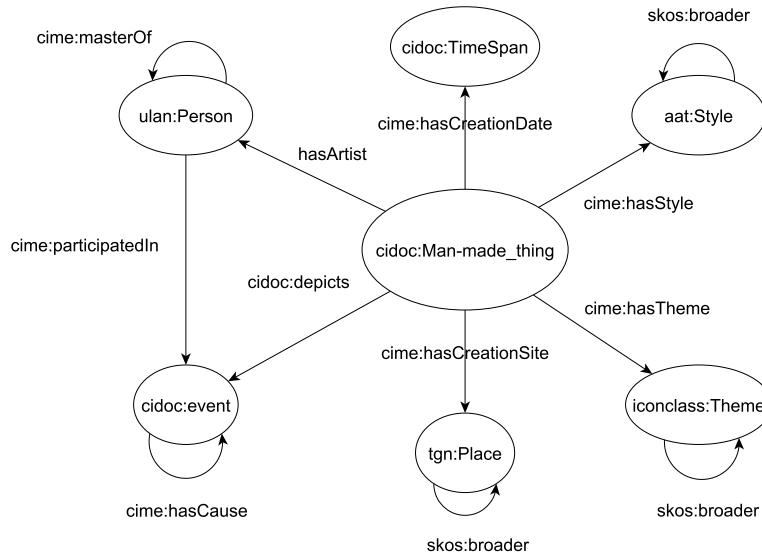 skos:broader
cime:masterOf
cidoc:TimeSpan
ulan:Person
aat:Style
cime:hasCreationDate
hasArtist
cime:hasStyle
cime:participatedIn
cidoc:Man-made_thing
cidoc:depicts
cime:hasTheme
cime:hasCreationSite
cidoc:event
iconclass:Theme
tgn:Place
cime:hasCause
skos:broader
skos:broader